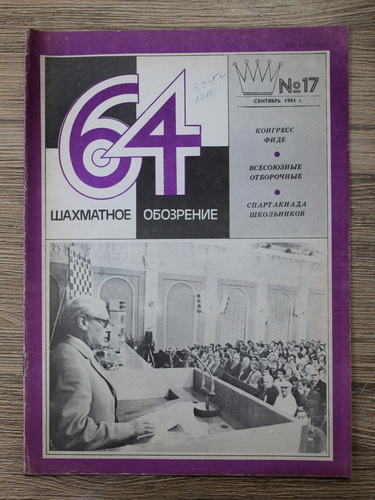 64
№17
СЕНТЯБРЬ 1981 г.
КОНГРЕСС
ФИДЕ
ВСЕСОЮЗНЫЕ
ОТБОРОЧНЫЕ
СПАРТАКИАДА
ШКОЛЬНИКОВ
ШАХМАТНОЕ ОБОЗРЕНИЕ